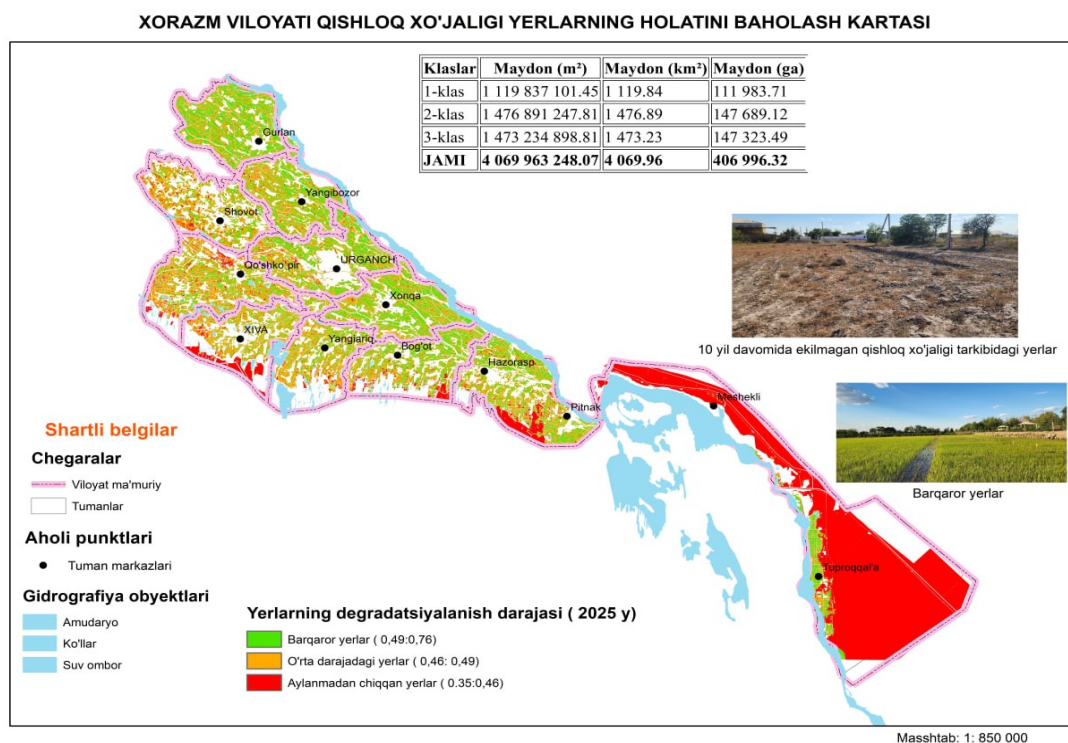 XORAZM VILOYATI QISHLOQ XO'JALIGI YERLARNING HOLATINI BAHOLASH KARTASI
Klaslar Maydon (m²) Maydon (km²) Maydon (ga)
1-klas 1 119 837 101.45 1 119.84 111 983.71
2-klas 1 476 891 247.81 1 476.89 147 689.12
3-klas 1 473 234 898.81 1 473.23 147 323.49
JAMI 4 069 963 248.07 4 069.96 406 996.32
Gurlan
Yangibozor
Shovot
Qo'shko'pir
URGANCH
Xonqa
XIVA
Yangiariq
Bog'ot
Hazorasp
Pitnak
Meshekli
Tuproqqal'a
10 yil davomida ekilmagan qishloq xo'jaligi tarkibidagi yerlar
Barqaror yerlar
Shartli belgilar
Chegaralar
Viloyat ma'muriy
Tumanlar
Aholi punktlari
Tuman markazlari
Gidrografiya obyektlari
Amudaryo
Ko'llar
Suv ombor
Yerlarning degradatsiyalanish darajasi ( 2025 y)
Barqaror yerlar ( 0,49:0,76)
O'rta darajadagi yerlar ( 0,46: 0,49)
Aylanmadan chiqqan yerlar ( 0.35:0,46)
Masshtab: 1: 850 000